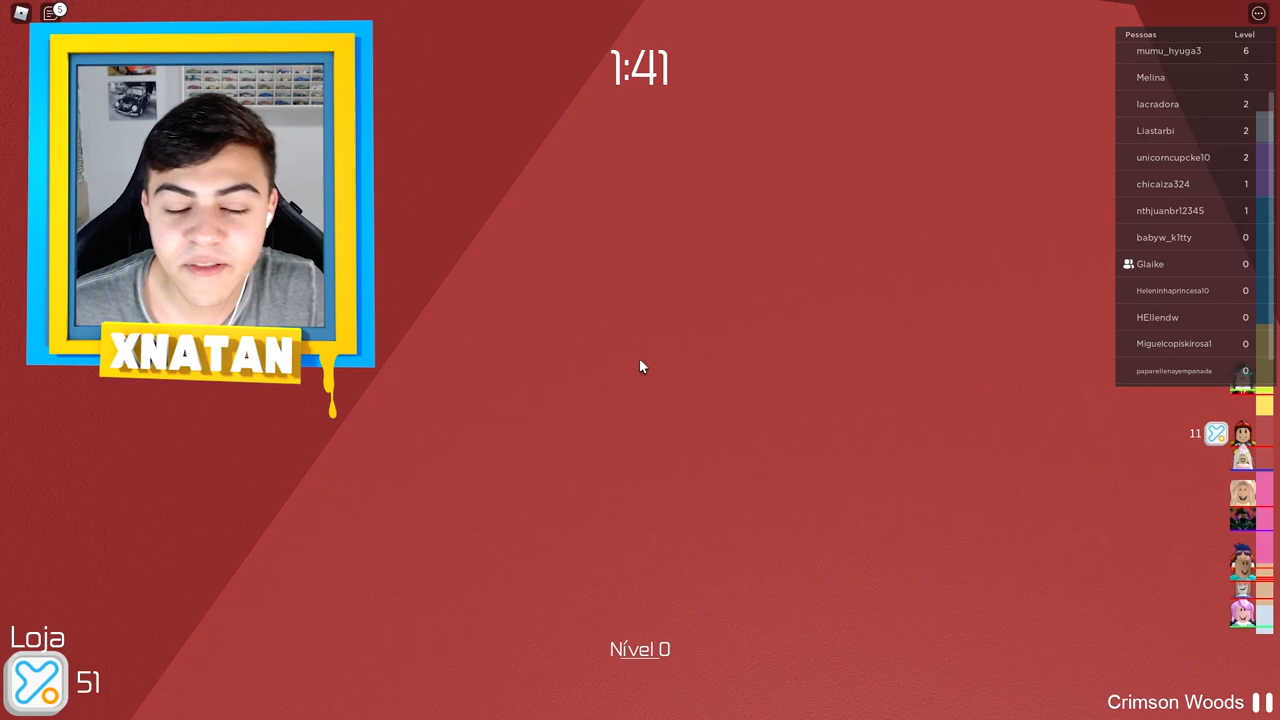 5
XNATAN
1:41
Pessoas Level
mumu_hyuga3 6
Melina 3
lacradora 2
Liastarbi 2
unicorncupcke10 2
chicaiza324 1
nthjuanbr12345 1
babyw_k1tty 0
Glaike 0
Heleninhaprincesa10 0
HEllendw 0
Miguelcopiskirosa1 0
paparellenayempanada 0
11
Nível 0
Loja
51
Crimson Woods